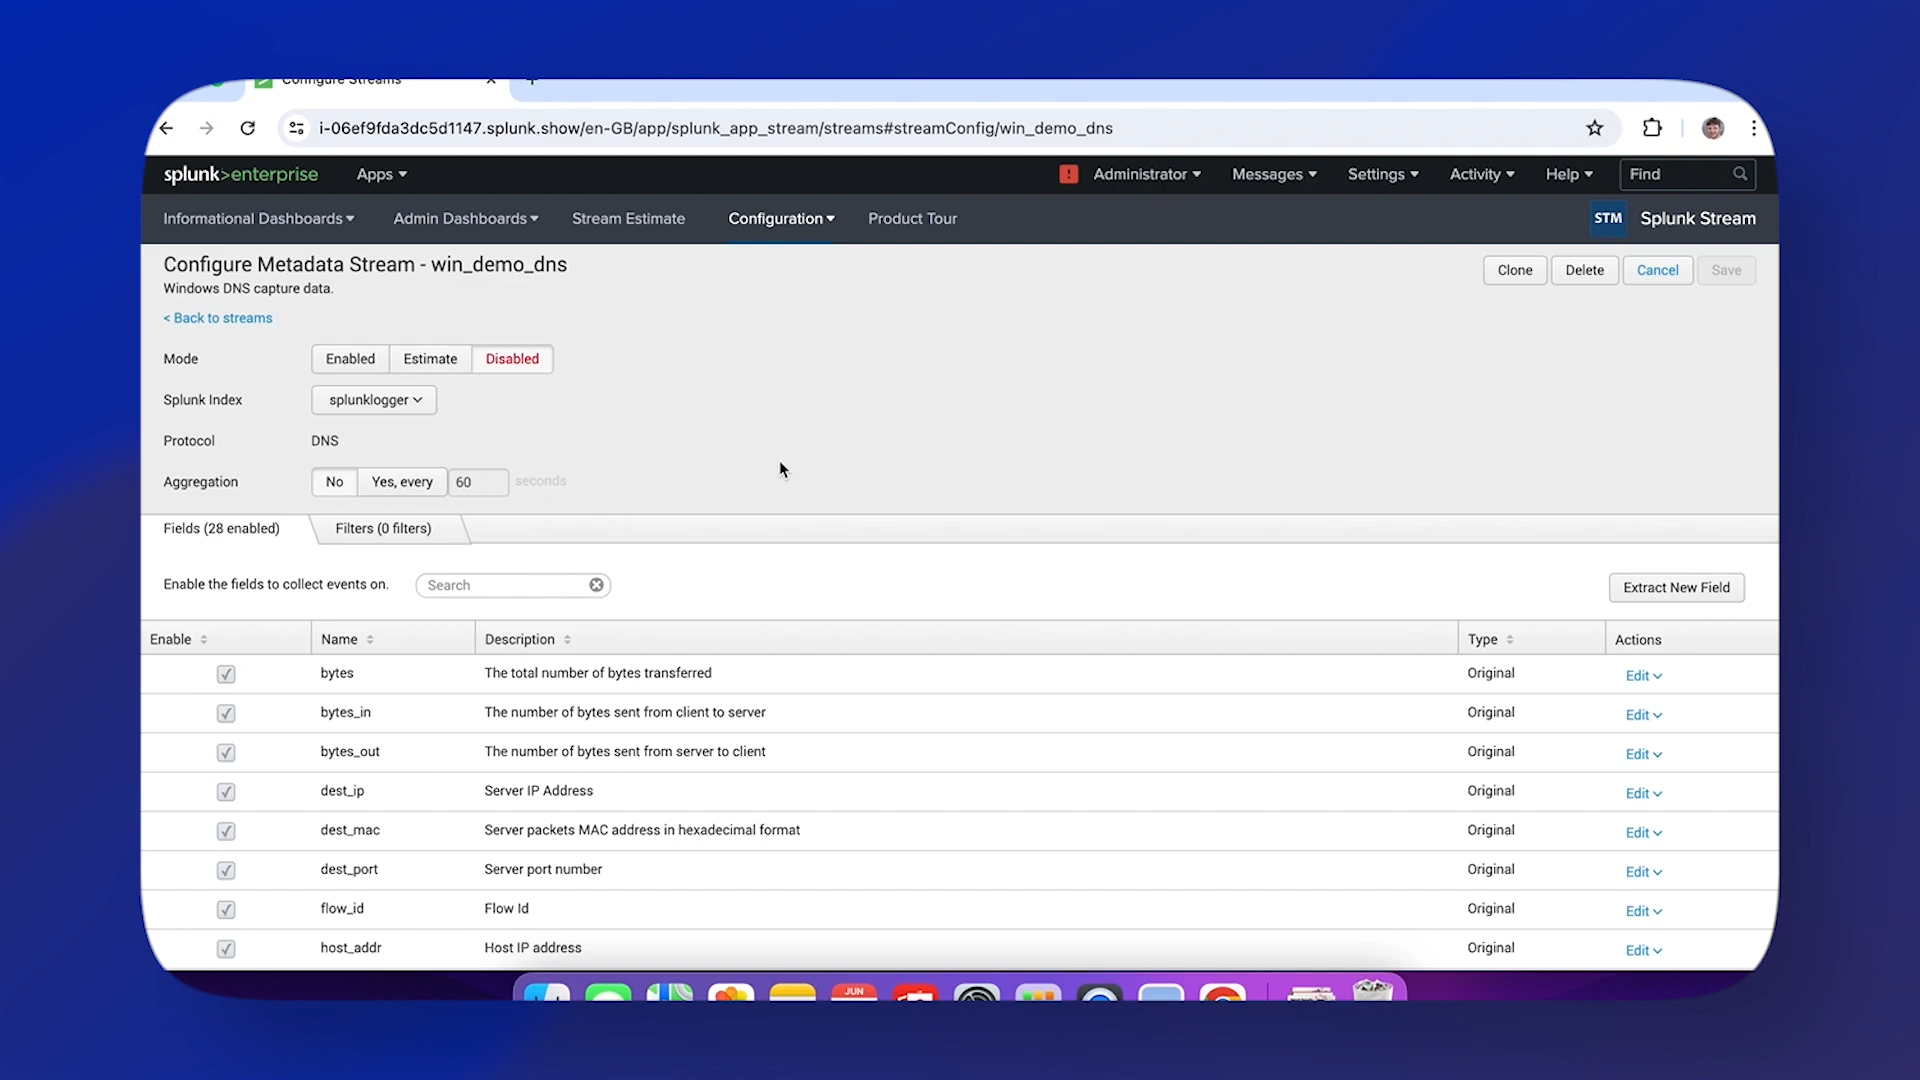 Configure Streams
i-06ef9fda3dc5d1147.splunk.show/en-GB/app/splunk_app_stream/streams#streamConfig/win_demo_dns
splunk>enterprise Apps ! Administrator Messages Settings Activity Help Find
Informational Dashboards Admin Dashboards Stream Estimate Configuration Product Tour STM Splunk Stream
Configure Metadata Stream - win_demo_dns Clone Delete Cancel Save
Windows DNS capture data.
< Back to streams
Mode Enabled Estimate Disabled
Splunk Index splunklogger
Protocol DNS
Aggregation No Yes, every 60 seconds
Fields (28 enabled) Filters (0 filters)
Enable the fields to collect events on. Search Extract New Field
Enable Name Description Type Actions
bytes The total number of bytes transferred Original Edit
bytes_in The number of bytes sent from client to server Original Edit
bytes_out The number of bytes sent from server to client Original Edit
dest_ip Server IP Address Original Edit
dest_mac Server packets MAC address in hexadecimal format Original Edit
dest_port Server port number Original Edit
flow_id Flow Id Original Edit
host_addr Host IP address Original Edit
JUN